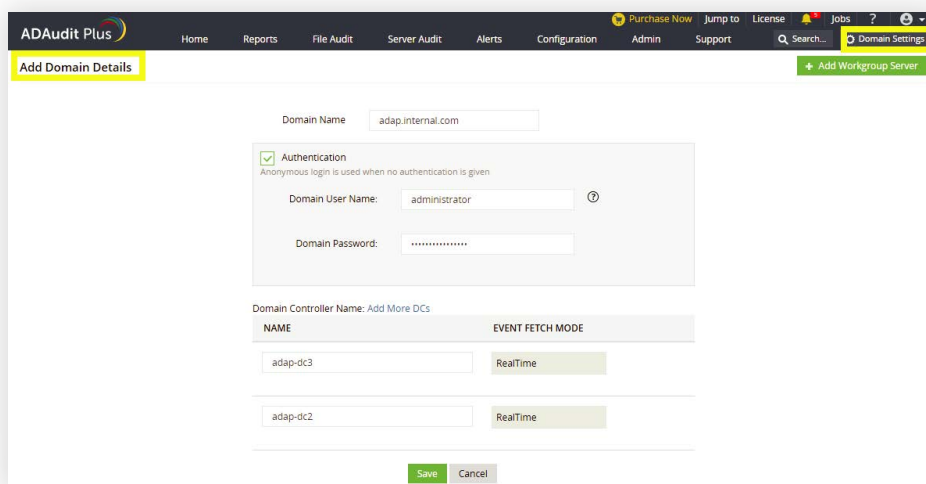 Purchase Now Jump to License 5 Jobs ?
ADAudit Plus
Home Reports File Audit Server Audit Alerts Configuration Admin Support Search... Domain Settings
Add Domain Details
+ Add Workgroup Server
Domain Name adap.internal.com
Authentication
Anonymous login is used when no authentication is given
Domain User Name: administrator ?
Domain Password: ................
Domain Controller Name: Add More DCs
NAME EVENT FETCH MODE
adap-dc3 RealTime
adap-dc2 RealTime
Save Cancel